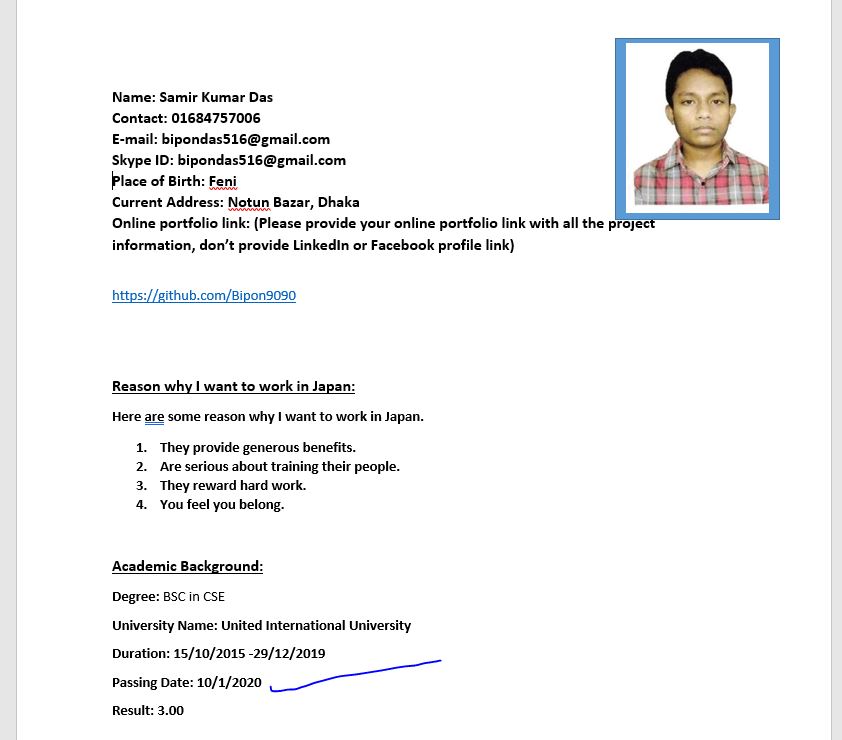 Name: Samir Kumar Das
Contact: 01684757006
E-mail: bipondas516@gmail.com
Skype ID: bipondas516@gmail.com
Place of Birth: Feni
Current Address: Notun Bazar, Dhaka
Online portfolio link: (Please provide your online portfolio link with all the project
information, don’t provide LinkedIn or Facebook profile link)
https://github.com/Bipon9090
Reason why I want to work in Japan:
Here are some reason why I want to work in Japan.
1. They provide generous benefits.
2. Are serious about training their people.
3. They reward hard work.
4. You feel you belong.
Academic Background:
Degree: BSC in CSE
University Name: United International University
Duration: 15/10/2015 -29/12/2019
Passing Date: 10/1/2020
Result: 3.00